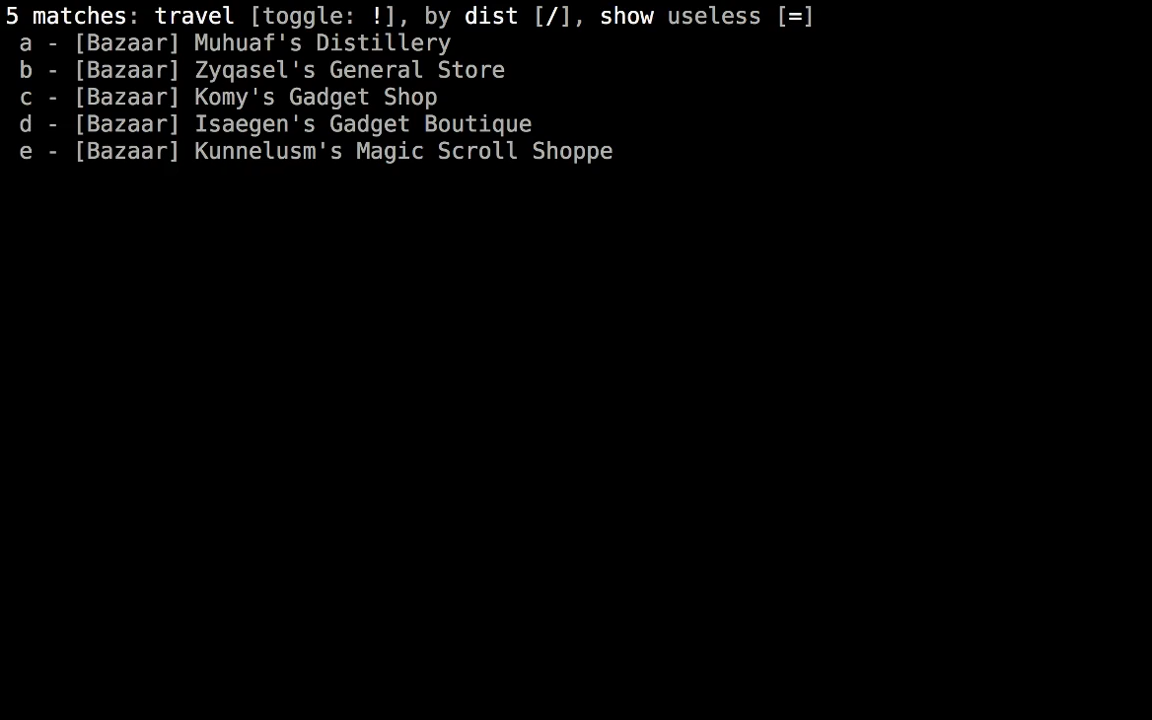 5 matches: travel [toggle: !], by dist [/], show useless [=]
a - [Bazaar] Muhuaf's Distillery
b - [Bazaar] Zyqasel's General Store
c - [Bazaar] Komy's Gadget Shop
d - [Bazaar] Isaegen's Gadget Boutique
e - [Bazaar] Kunnelusm's Magic Scroll Shoppe